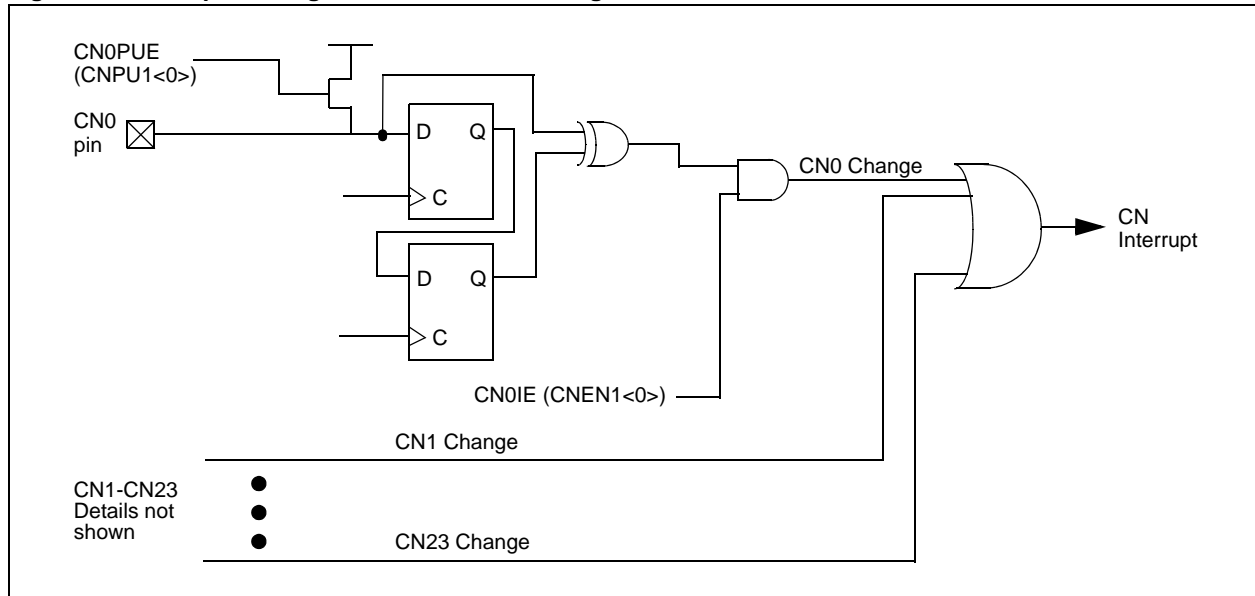 CN0PUE
(CNPU1<0>)
CN0
pin
D Q
C
D Q
C
CN0 Change
CN
Interrupt
CN0IE (CNEN1<0>)
CN1 Change
CN1-CN23
Details not
shown
CN23 Change